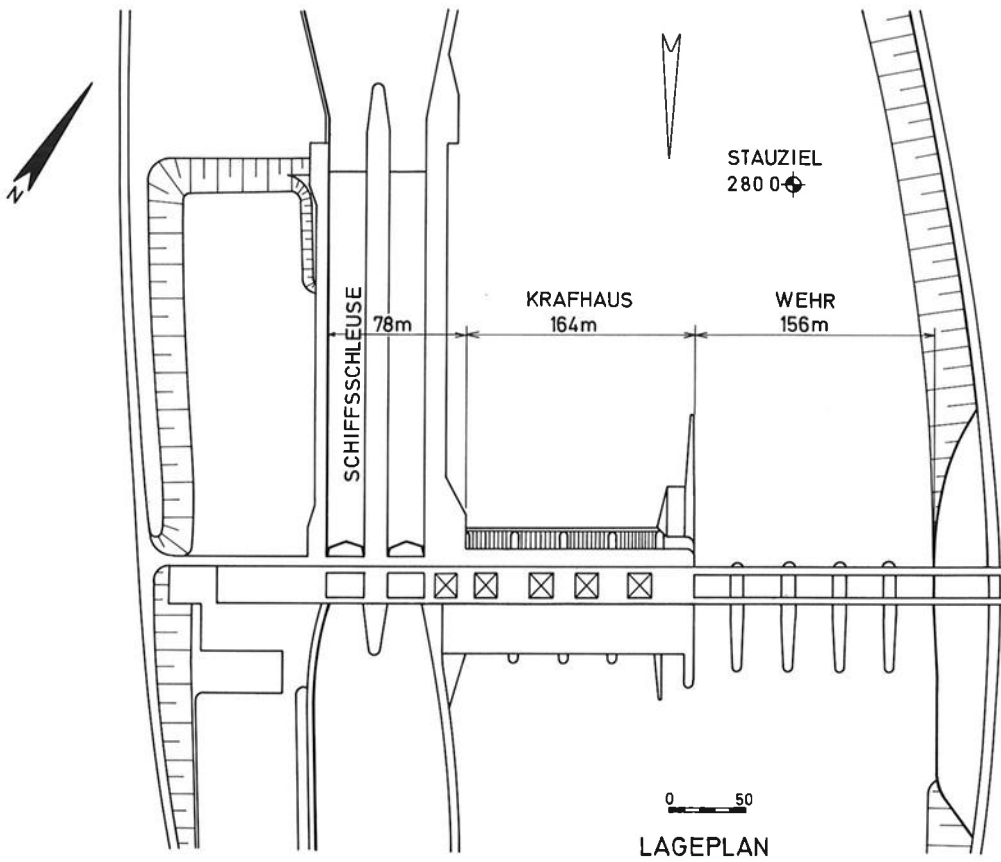 N
STAUZIEL
280 0
KRAFHAUS
WEHR
78m
164m
156m
SCHIFFSSCHLEUSE
0 50
LAGEPLAN